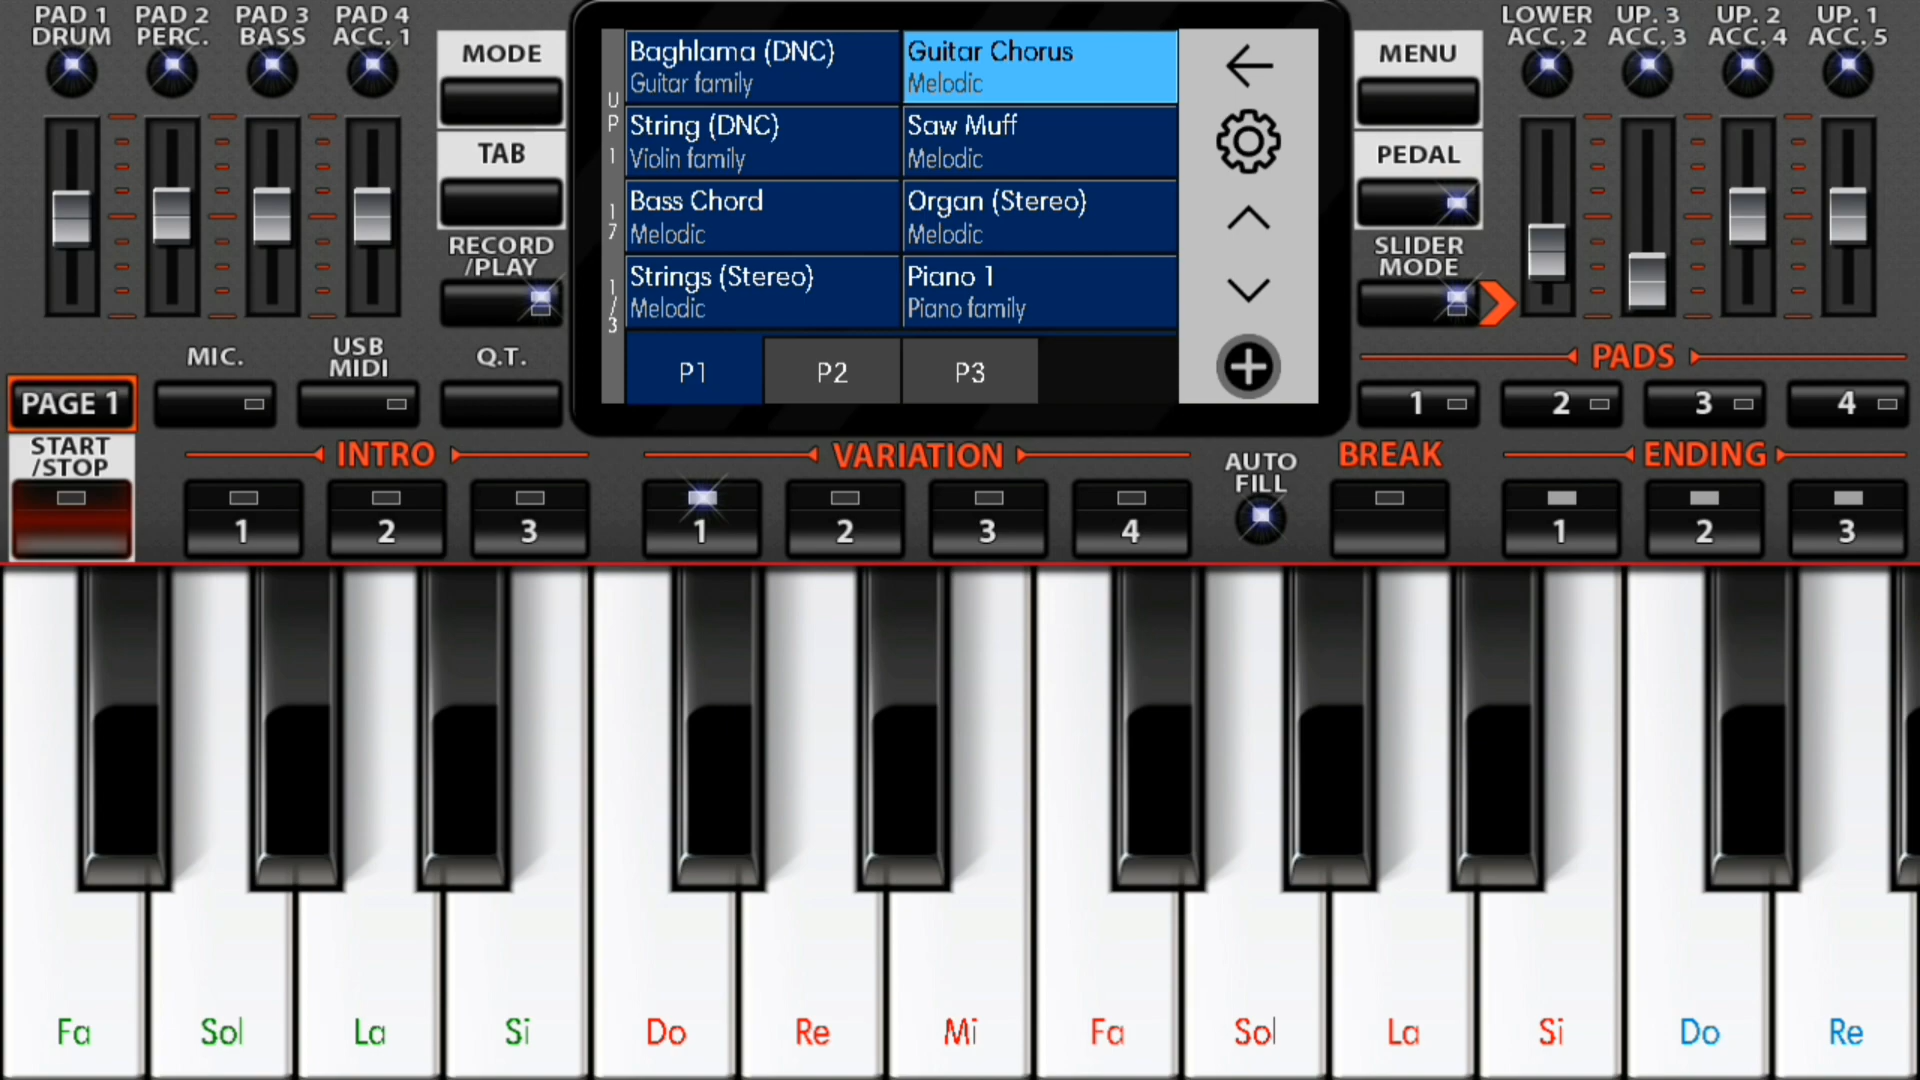 PAD 1
DRUM
PAD 2
PERC.
PAD 3
BASS
PAD 4
ACC. 1
MODE
TAB
RECORD
/PLAY
MIC.
USB
MIDI
Q.T.
PAGE 1
START
/STOP
UP 1
17
1/3
Baghlama (DNC)
Guitar family
Guitar Chorus
Melodic
String (DNC)
Violin family
Saw Muff
Melodic
Bass Chord
Melodic
Organ (Stereo)
Melodic
Strings (Stereo)
Melodic
Piano 1
Piano family
P1
P2
P3
MENU
PEDAL
SLIDER
MODE
LOWER
ACC. 2
UP. 3
ACC. 3
UP. 2
ACC. 4
UP. 1
ACC. 5
PADS
1
2
3
4
INTRO
1
2
3
VARIATION
1
2
3
4
AUTO
FILL
BREAK
ENDING
1
2
3
Fa
Sol
La
Si
Do
Re
Mi
Fa
Sol
La
Si
Do
Re